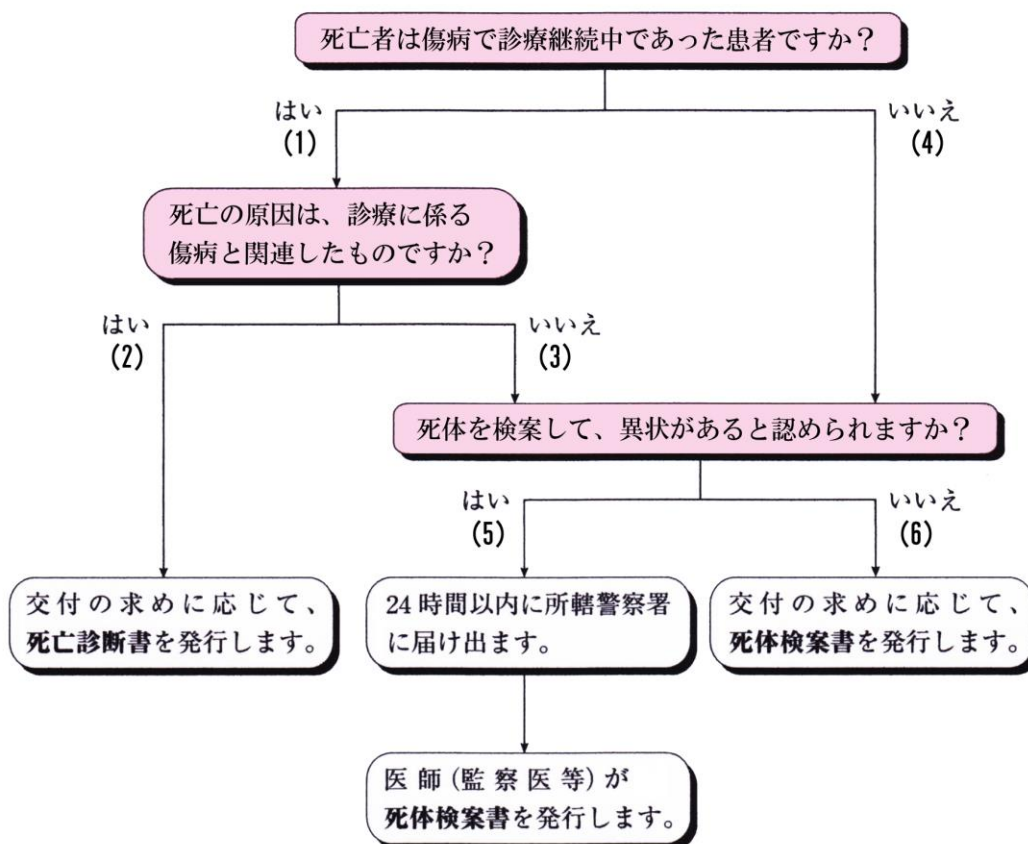 死亡者は傷病で診療継続中であった患者ですか？
はい
(1)
いいえ
(4)
死亡の原因は、診療に係る
傷病と関連したものですか？
はい
(2)
いいえ
(3)
死体を検案して、異状があると認められますか？
はい
(5)
いいえ
(6)
交付の求めに応じて、
死亡診断書を発行します。
24時間以内に所轄警察署
に届け出ます。
交付の求めに応じて、
死体検案書を発行します。
医師(監察医等)が
死体検案書を発行します。